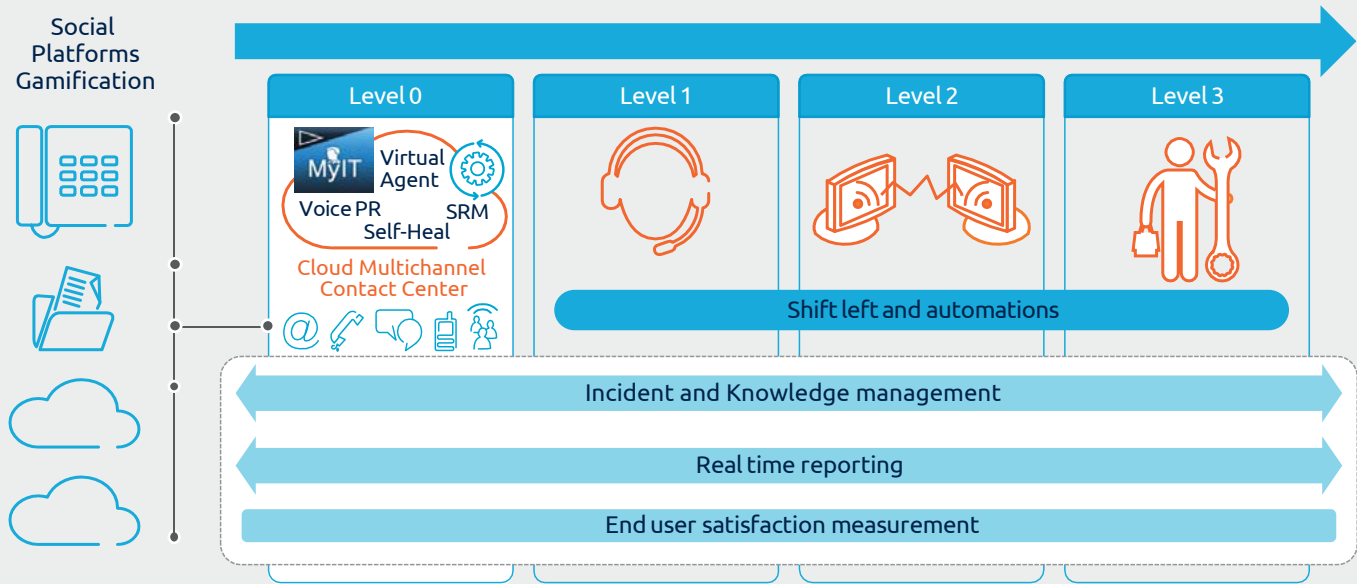 Social
Platforms
Gamification
Level 0
Level 1
Level 2
Level 3
MyIT
Virtual
Agent
Voice PR
SRM
Self-Heal
Cloud Multichannel
Contact Center
@
Shift left and automations
Incident and Knowledge management
Real time reporting
End user satisfaction measurement